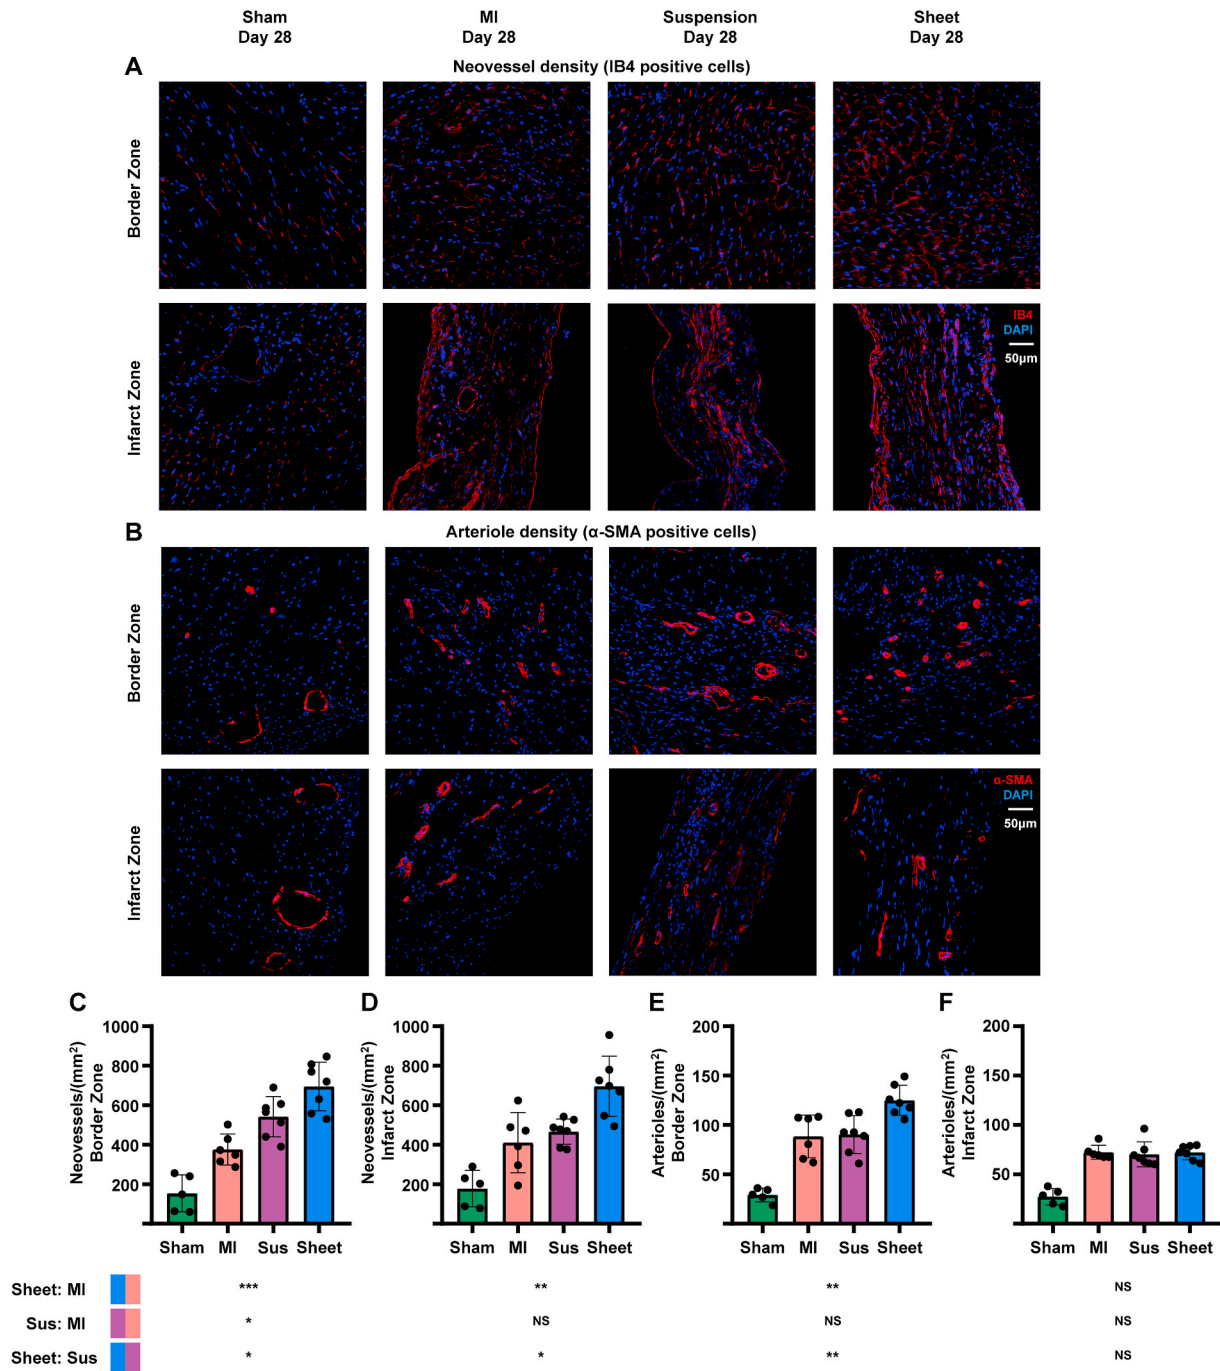 Sham MI Suspension Sheet
Day 28 Day 28 Day 28 Day 28
A Neovessel density (IB4 positive cells)
Border Zone
Infarct Zone
IB4
DAPI
50µm
B Arteriole density (α-SMA positive cells)
Border Zone
Infarct Zone
α-SMA
DAPI
50µm
C
Neovessels/(mm²)
Border Zone
1000
800
600
400
200
Sham MI Sus Sheet
D
Neovessels/(mm²)
Infarct Zone
1000
800
600
400
200
Sham MI Sus Sheet
E
Arterioles/(mm²)
Border Zone
200
150
100
50
Sham MI Sus Sheet
F
Arterioles/(mm²)
Infarct Zone
200
150
100
50
Sham MI Sus Sheet
Sheet: MI *** ** ** NS
Sus: MI * NS NS NS
Sheet: Sus * * ** NS